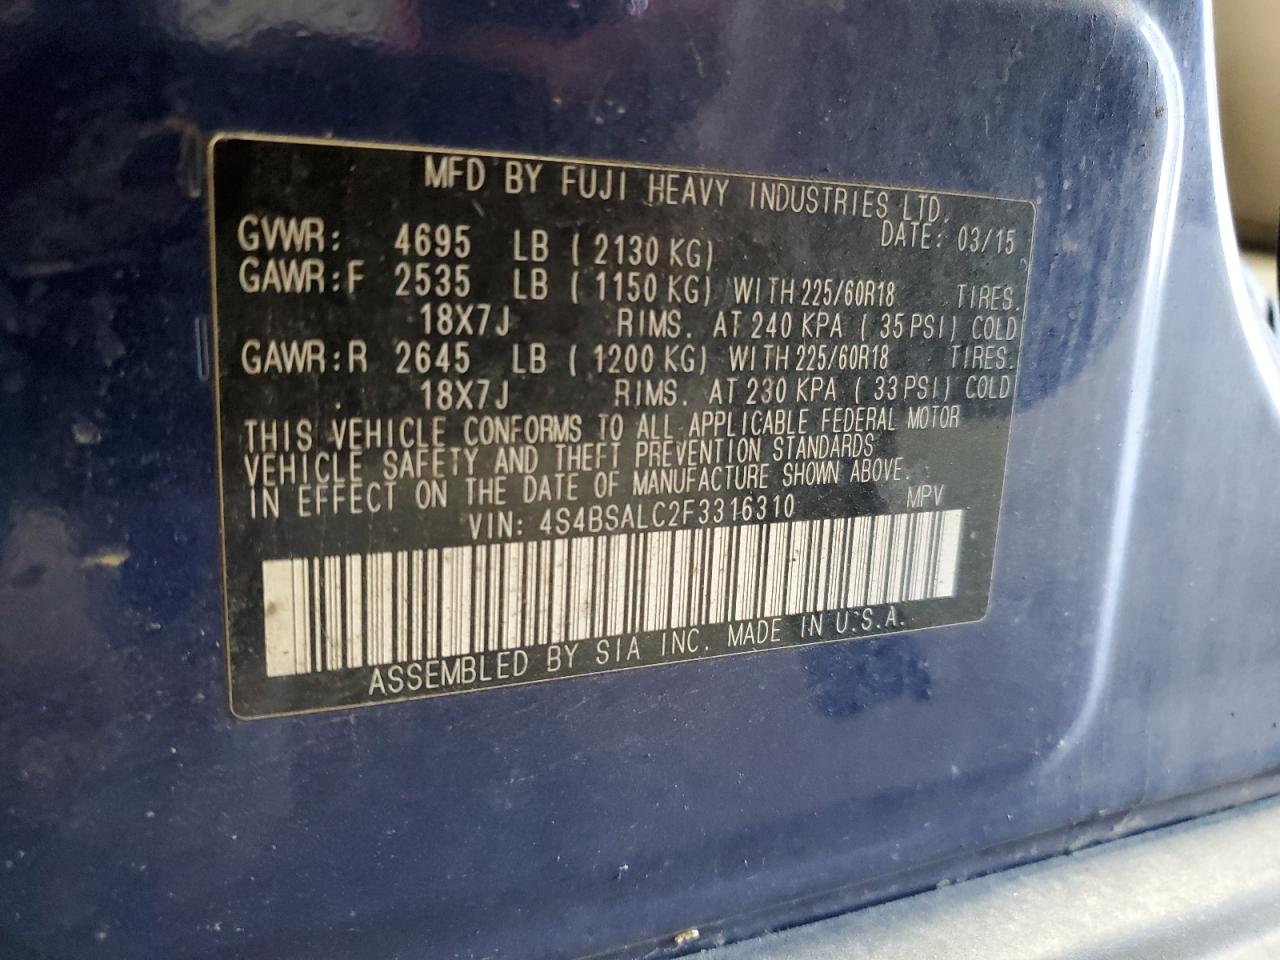 MFD BY FUJI HEAVY INDUSTRIES LTD.
DATE: 03/15
GVWR: 4695 LB ( 2130 KG)
GAWR:F 2535 LB ( 1150 KG) WITH 225/60R18 TIRES.
18X7J RIMS. AT 240 KPA ( 35 PSI) COLD
GAWR:R 2645 LB ( 1200 KG) WITH 225/60R18 TIRES.
18X7J RIMS. AT 230 KPA ( 33 PSI) COLD
THIS VEHICLE CONFORMS TO ALL APPLICABLE FEDERAL MOTOR
VEHICLE SAFETY AND THEFT PREVENTION STANDARDS
IN EFFECT ON THE DATE OF MANUFACTURE SHOWN ABOVE.
VIN: 4S4BSALC2F3316310 MPV
ASSEMBLED BY SIA INC. MADE IN U.S.A.